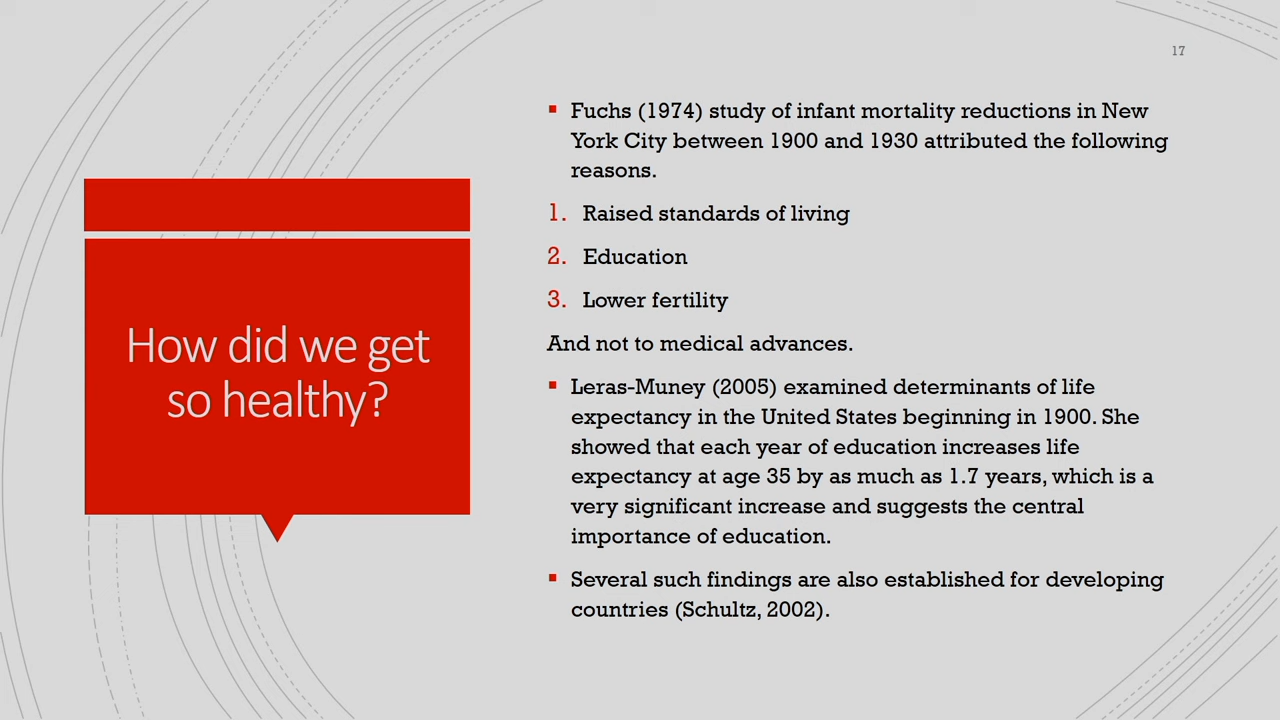 17
How did we get
so healthy?
▪ Fuchs (1974) study of infant mortality reductions in New
York City between 1900 and 1930 attributed the following
reasons.
1. Raised standards of living
2. Education
3. Lower fertility
And not to medical advances.
▪ Leras-Muney (2005) examined determinants of life
expectancy in the United States beginning in 1900. She
showed that each year of education increases life
expectancy at age 35 by as much as 1.7 years, which is a
very significant increase and suggests the central
importance of education.
▪ Several such findings are also established for developing
countries (Schultz, 2002).